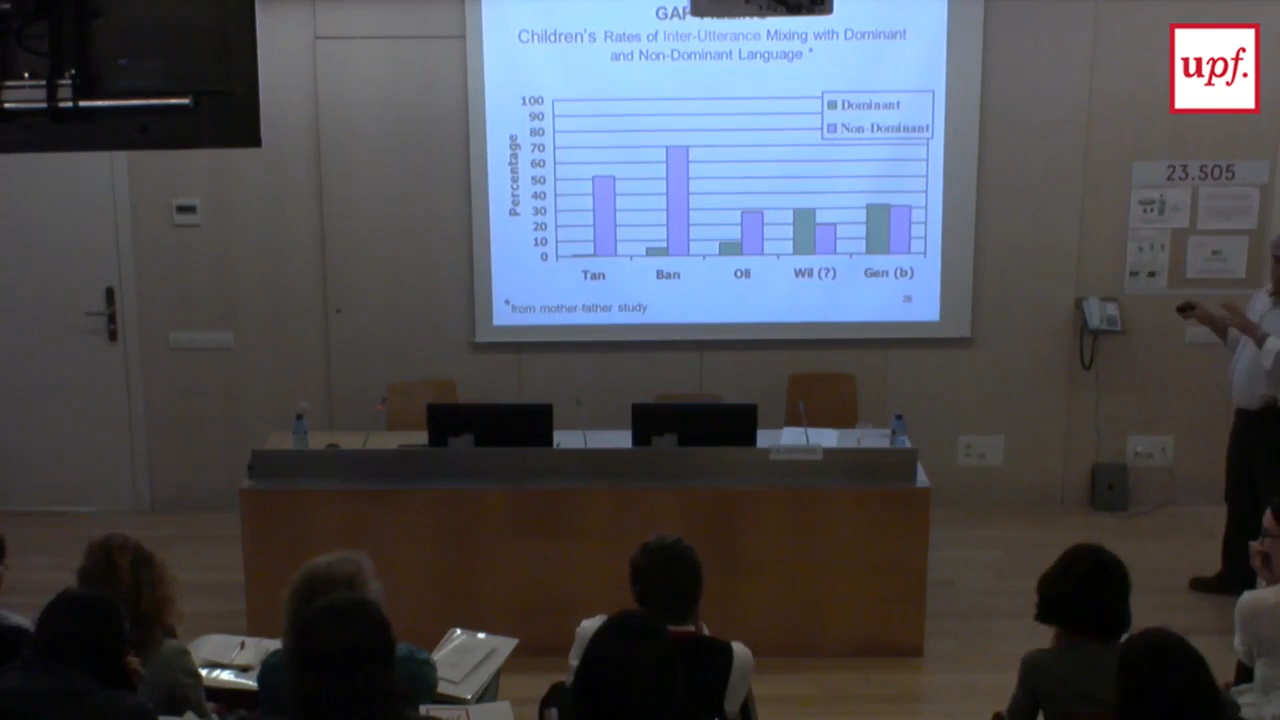 upf.
Children's Rates of Inter-Utterance Mixing with Dominant
and Non-Dominant Language *
Dominant
Non-Dominant
Percentage
100
90
80
70
60
50
40
30
20
10
0
Tan
Ban
Oli
Wil (?)
Gen (b)
*from mother-father study
26
23.S05